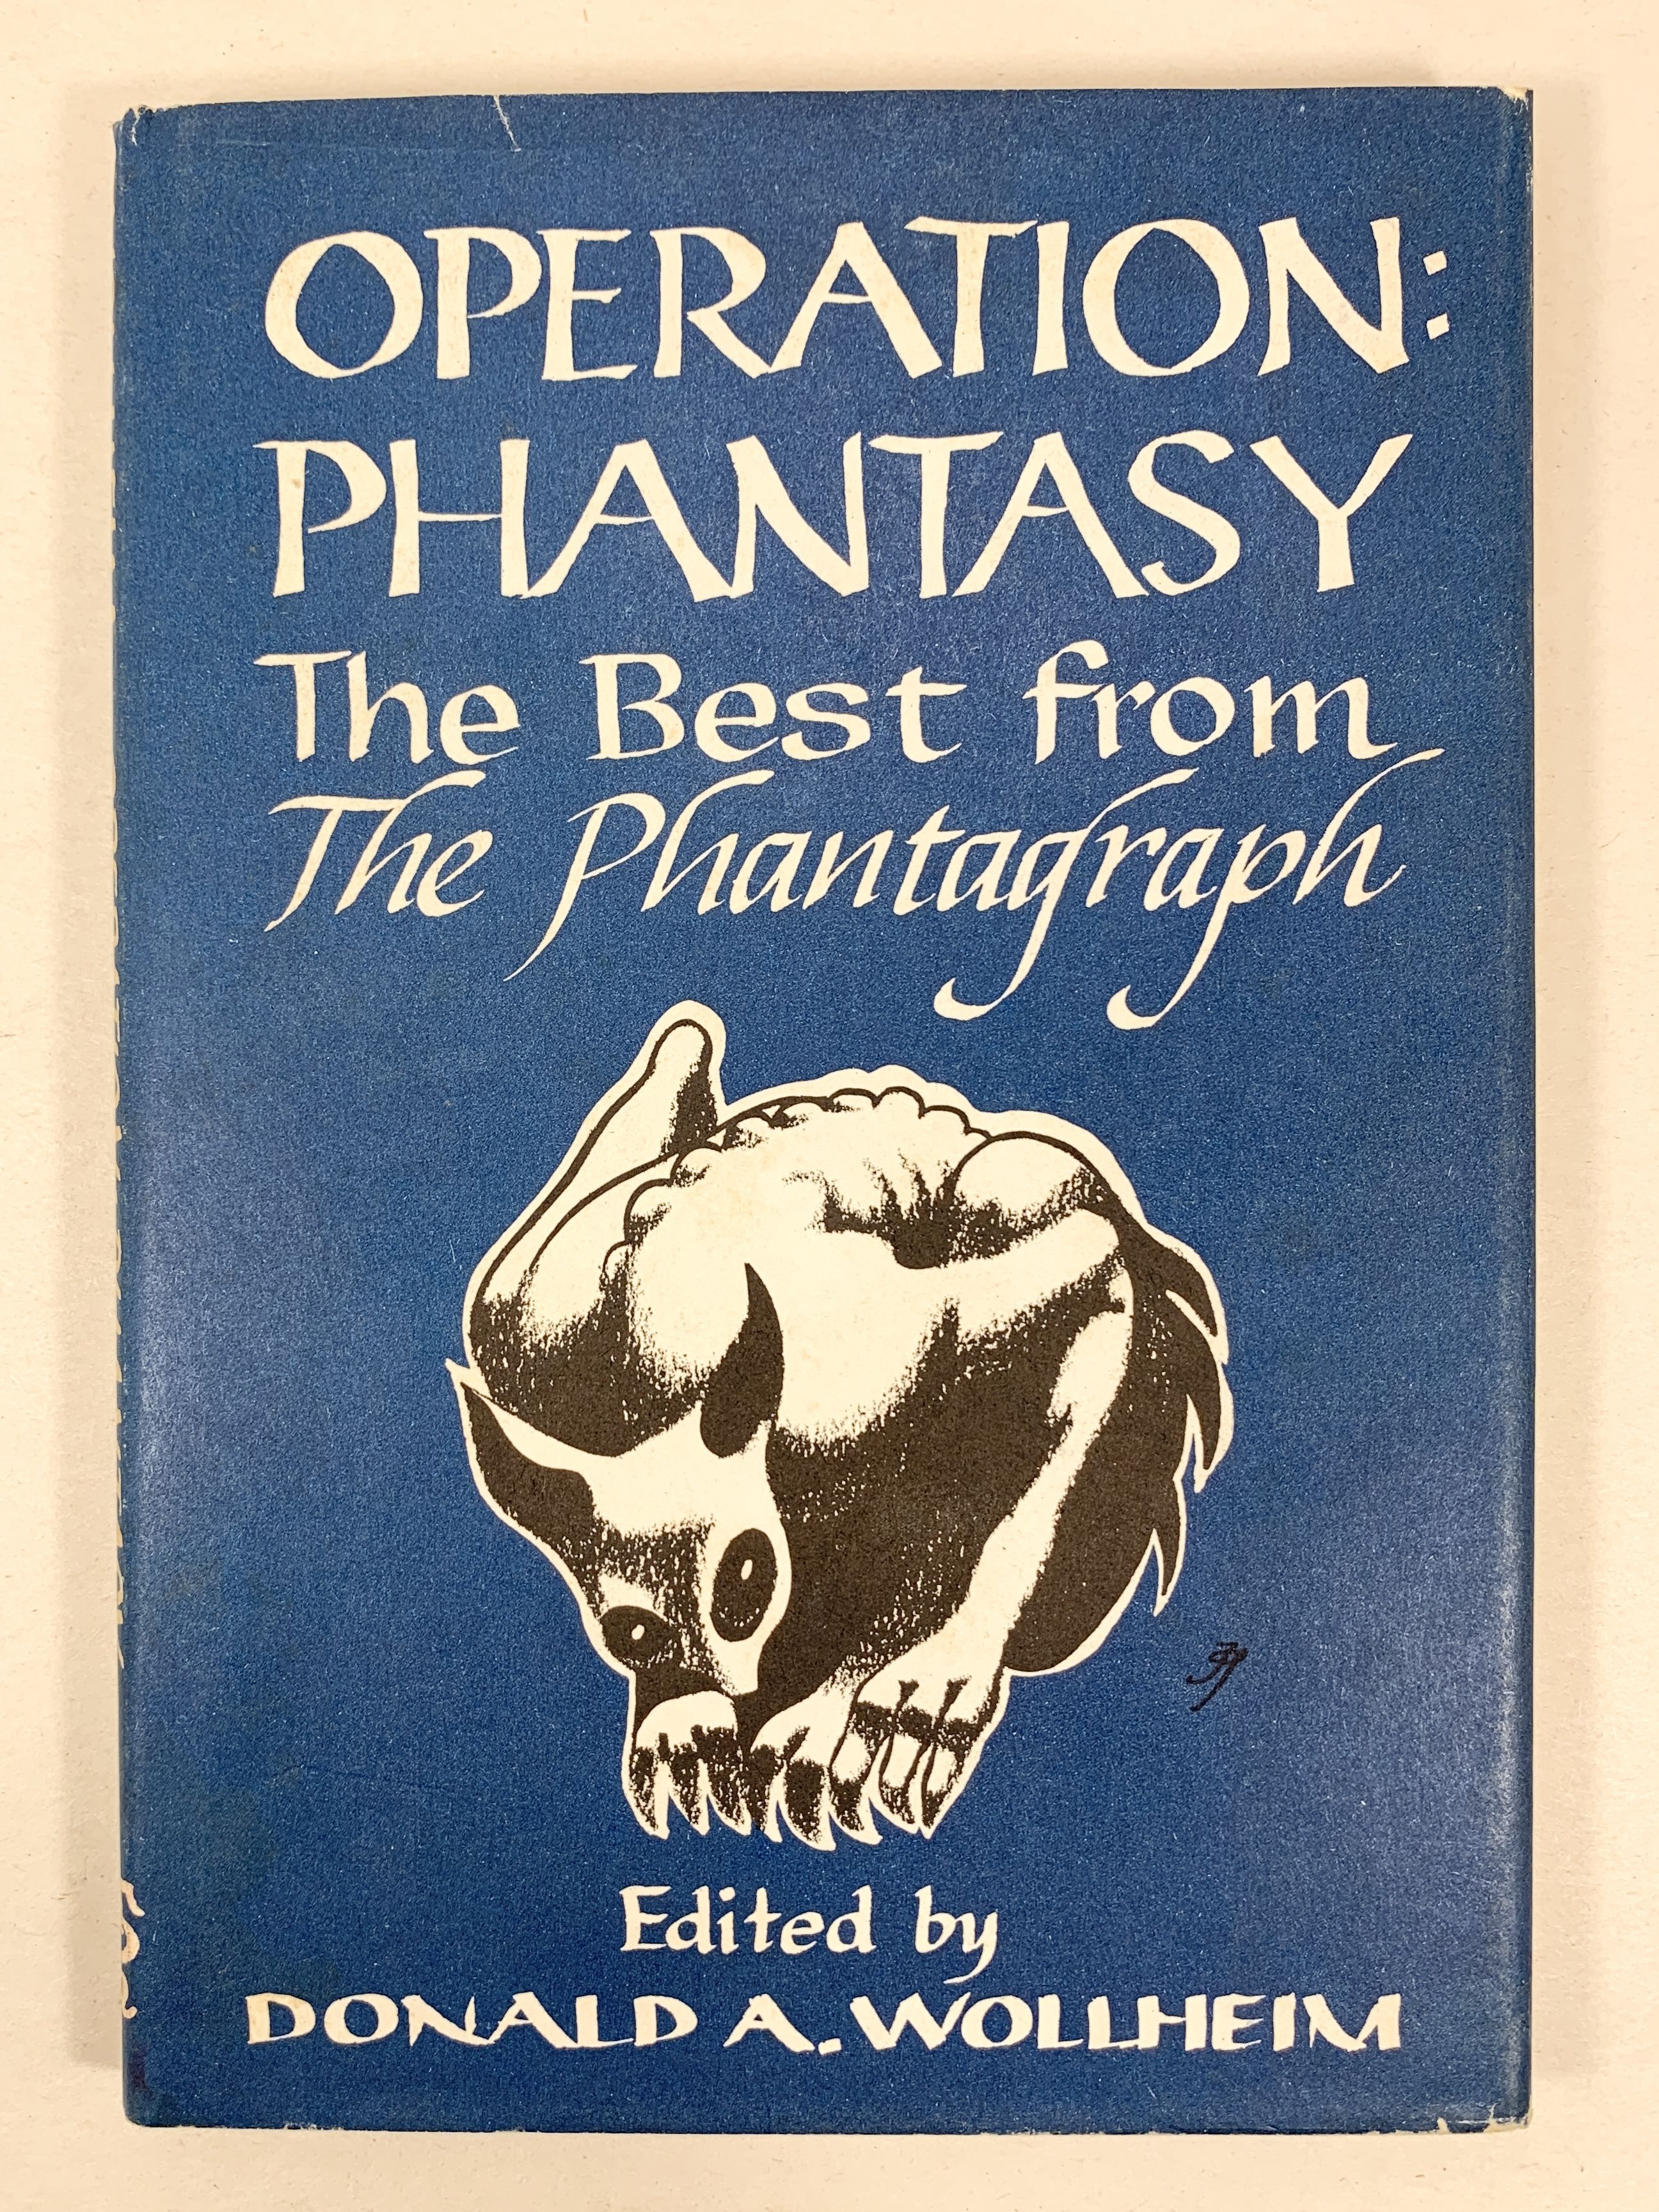 OPERATION:
PHANTASY
The Best from
The Phantagraph
Edited by
DONALD A. WOLLHEIM